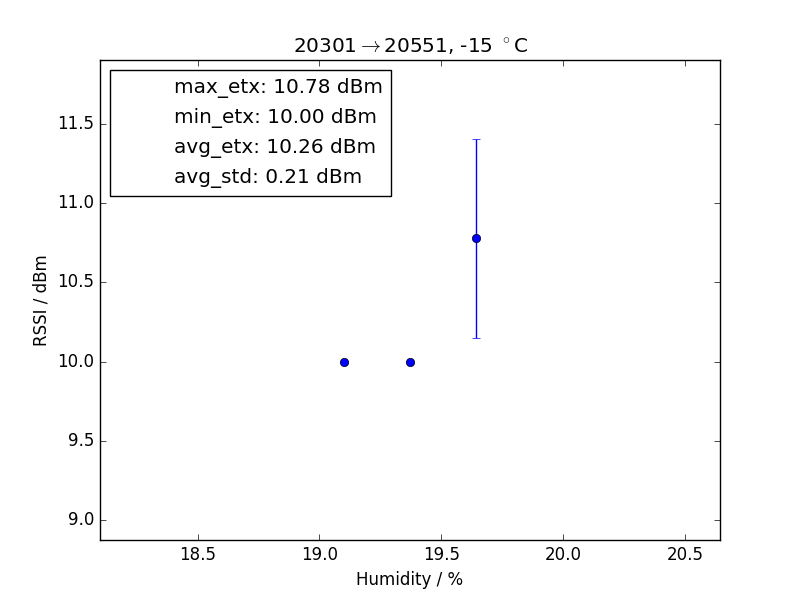 20301→20551, -15 °C
max_etx: 10.78 dBm
min_etx: 10.00 dBm
avg_etx: 10.26 dBm
avg_std: 0.21 dBm
11.5
11.0
10.5
10.0
9.5
9.0
RSSI / dBm
18.5 19.0 19.5 20.0 20.5
Humidity / %